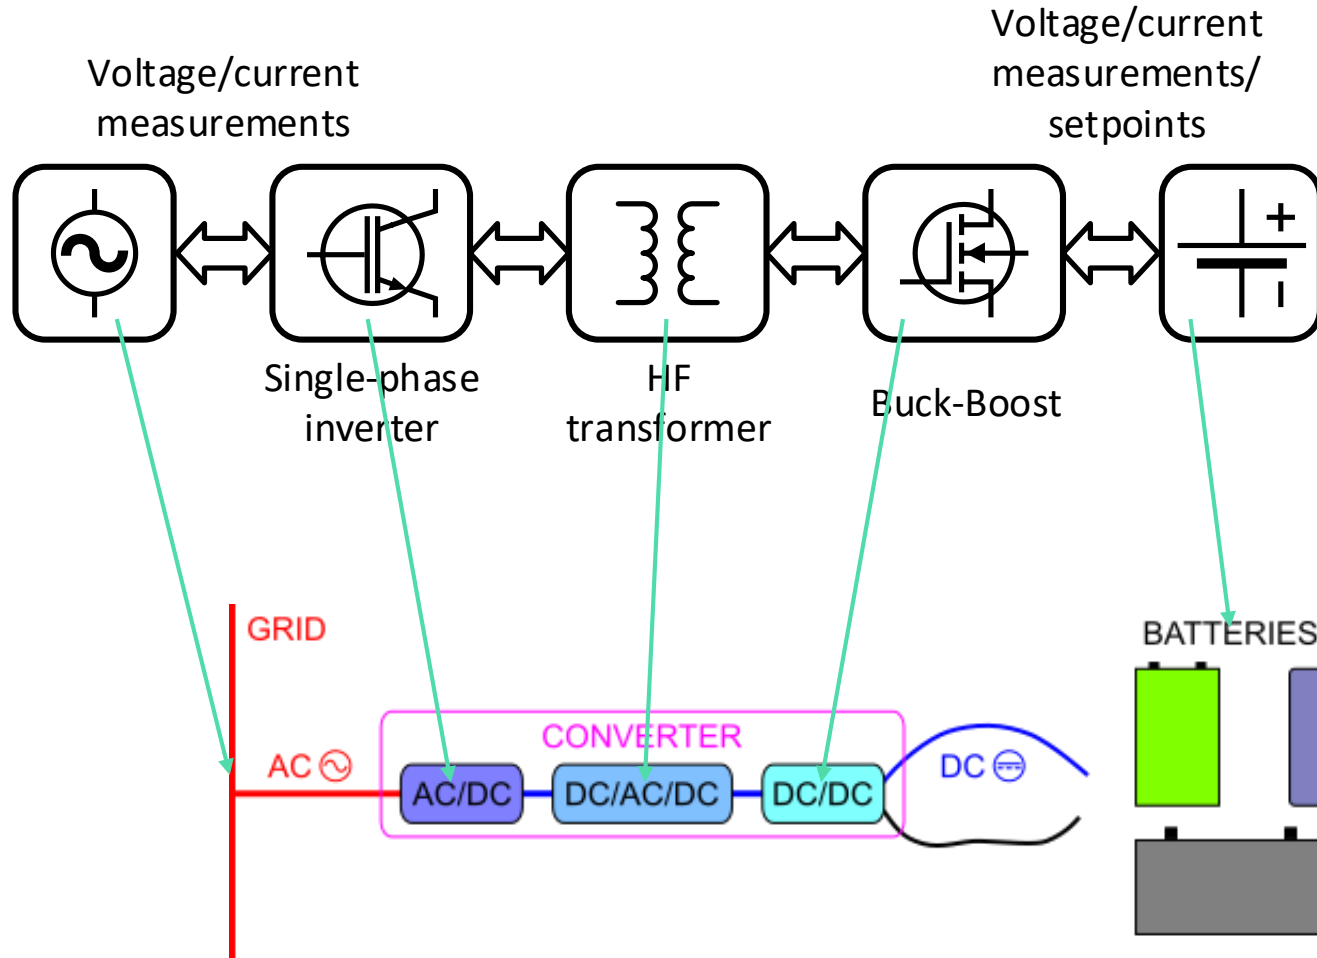 Voltage/current
measurements
Voltage/current
measurements/
setpoints
Single-phase
inverter
HF
transformer
Buck-Boost
GRID
BATTERIES
CONVERTER
AC
DC
AC/DC
DC/AC/DC
DC/DC